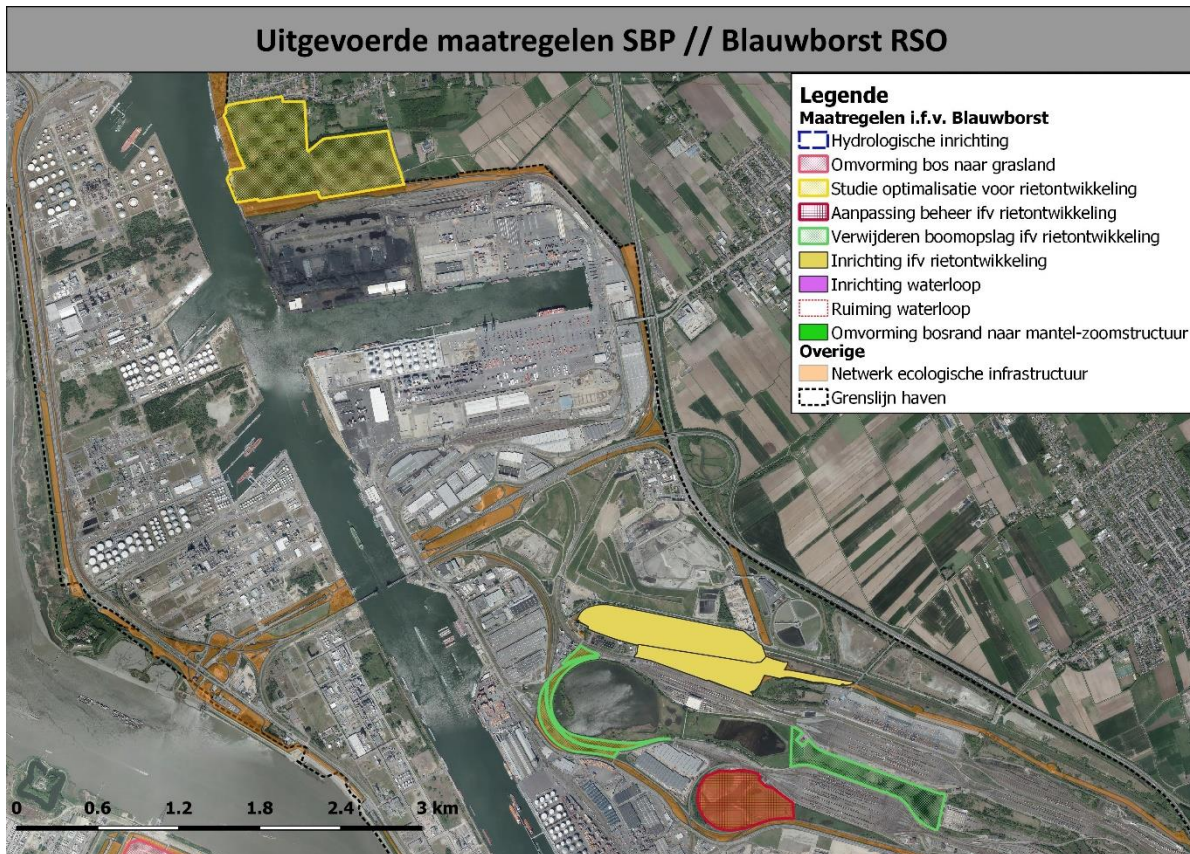 Uitgevoerde maatregelen SBP // Blauwborst RSO
Legende
Maatregelen i.f.v. Blauwborst
Hydrologische inrichting
Omvorming bos naar grasland
Studie optimalisatie voor rietontwikkeling
Aanpassing beheer ifv rietontwikkeling
Verwijderen boomopslag ifv rietontwikkeling
Inrichting ifv rietontwikkeling
Inrichting waterloop
Ruiming waterloop
Omvorming bosrand naar mantel-zoomstructuur
Overige
Netwerk ecologische infrastructuur
Grenslijn haven
0 0.6 1.2 1.8 2.4 3 km